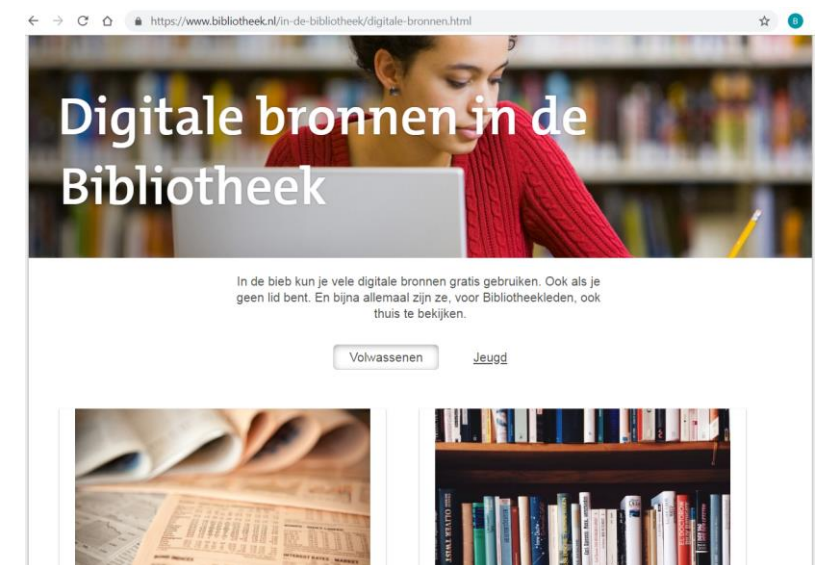 https://www.bibliotheek.nl/in-de-bibliotheek/digitale-bronnen.html
B
Digitale bronnen in de
Bibliotheek
In de bieb kun je vele digitale bronnen gratis gebruiken. Ook als je
geen lid bent. En bijna allemaal zijn ze, voor Bibliotheekleden, ook
thuis te bekijken.
Volwassenen
Jeugd
OLIVER TWIST